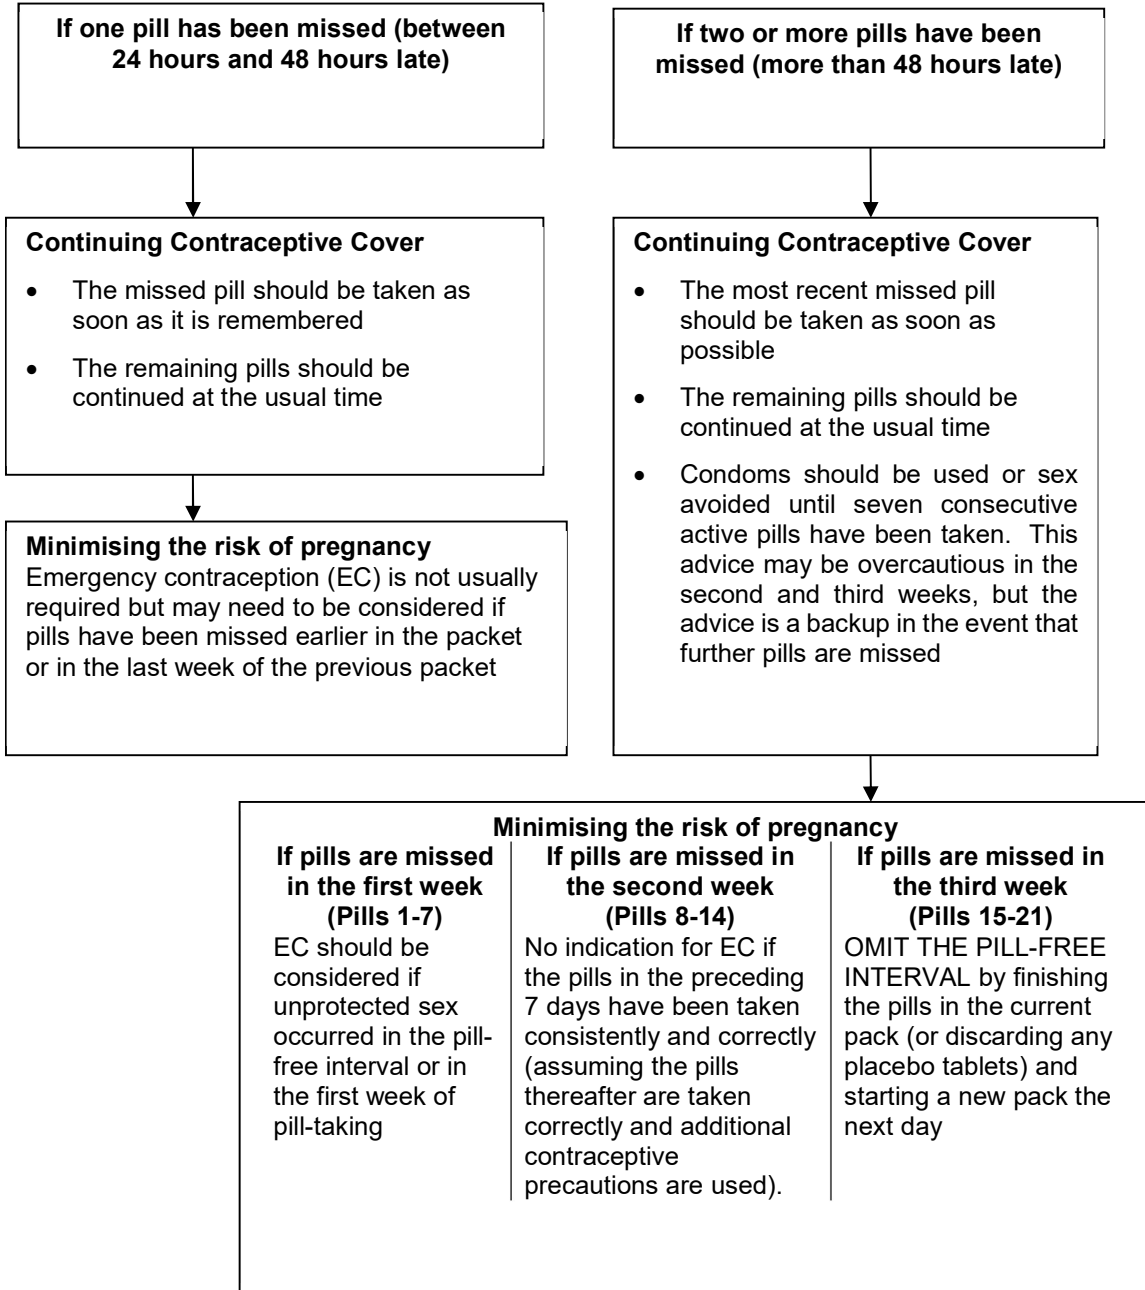 If one pill has been missed (between
24 hours and 48 hours late)
If two or more pills have been
missed (more than 48 hours late)
Continuing Contraceptive Cover
• The missed pill should be taken as
soon as it is remembered
• The remaining pills should be
continued at the usual time
Minimising the risk of pregnancy
Emergency contraception (EC) is not usually
required but may need to be considered if
pills have been missed earlier in the packet
or in the last week of the previous packet
Continuing Contraceptive Cover
• The most recent missed pill
should be taken as soon as
possible
• The remaining pills should be
continued at the usual time
• Condoms should be used or sex
avoided until seven consecutive
active pills have been taken. This
advice may be overcautious in the
second and third weeks, but the
advice is a backup in the event that
further pills are missed
Minimising the risk of pregnancy
If pills are missed
in the first week
(Pills 1-7)
EC should be
considered if
unprotected sex
occurred in the pill-
free interval or in
the first week of
pill-taking
If pills are missed in
the second week
(Pills 8-14)
No indication for EC if
the pills in the preceding
7 days have been taken
consistently and correctly
(assuming the pills
thereafter are taken
correctly and additional
contraceptive
precautions are used).
If pills are missed in
the third week
(Pills 15-21)
OMIT THE PILL-FREE
INTERVAL by finishing
the pills in the current
pack (or discarding any
placebo tablets) and
starting a new pack the
next day